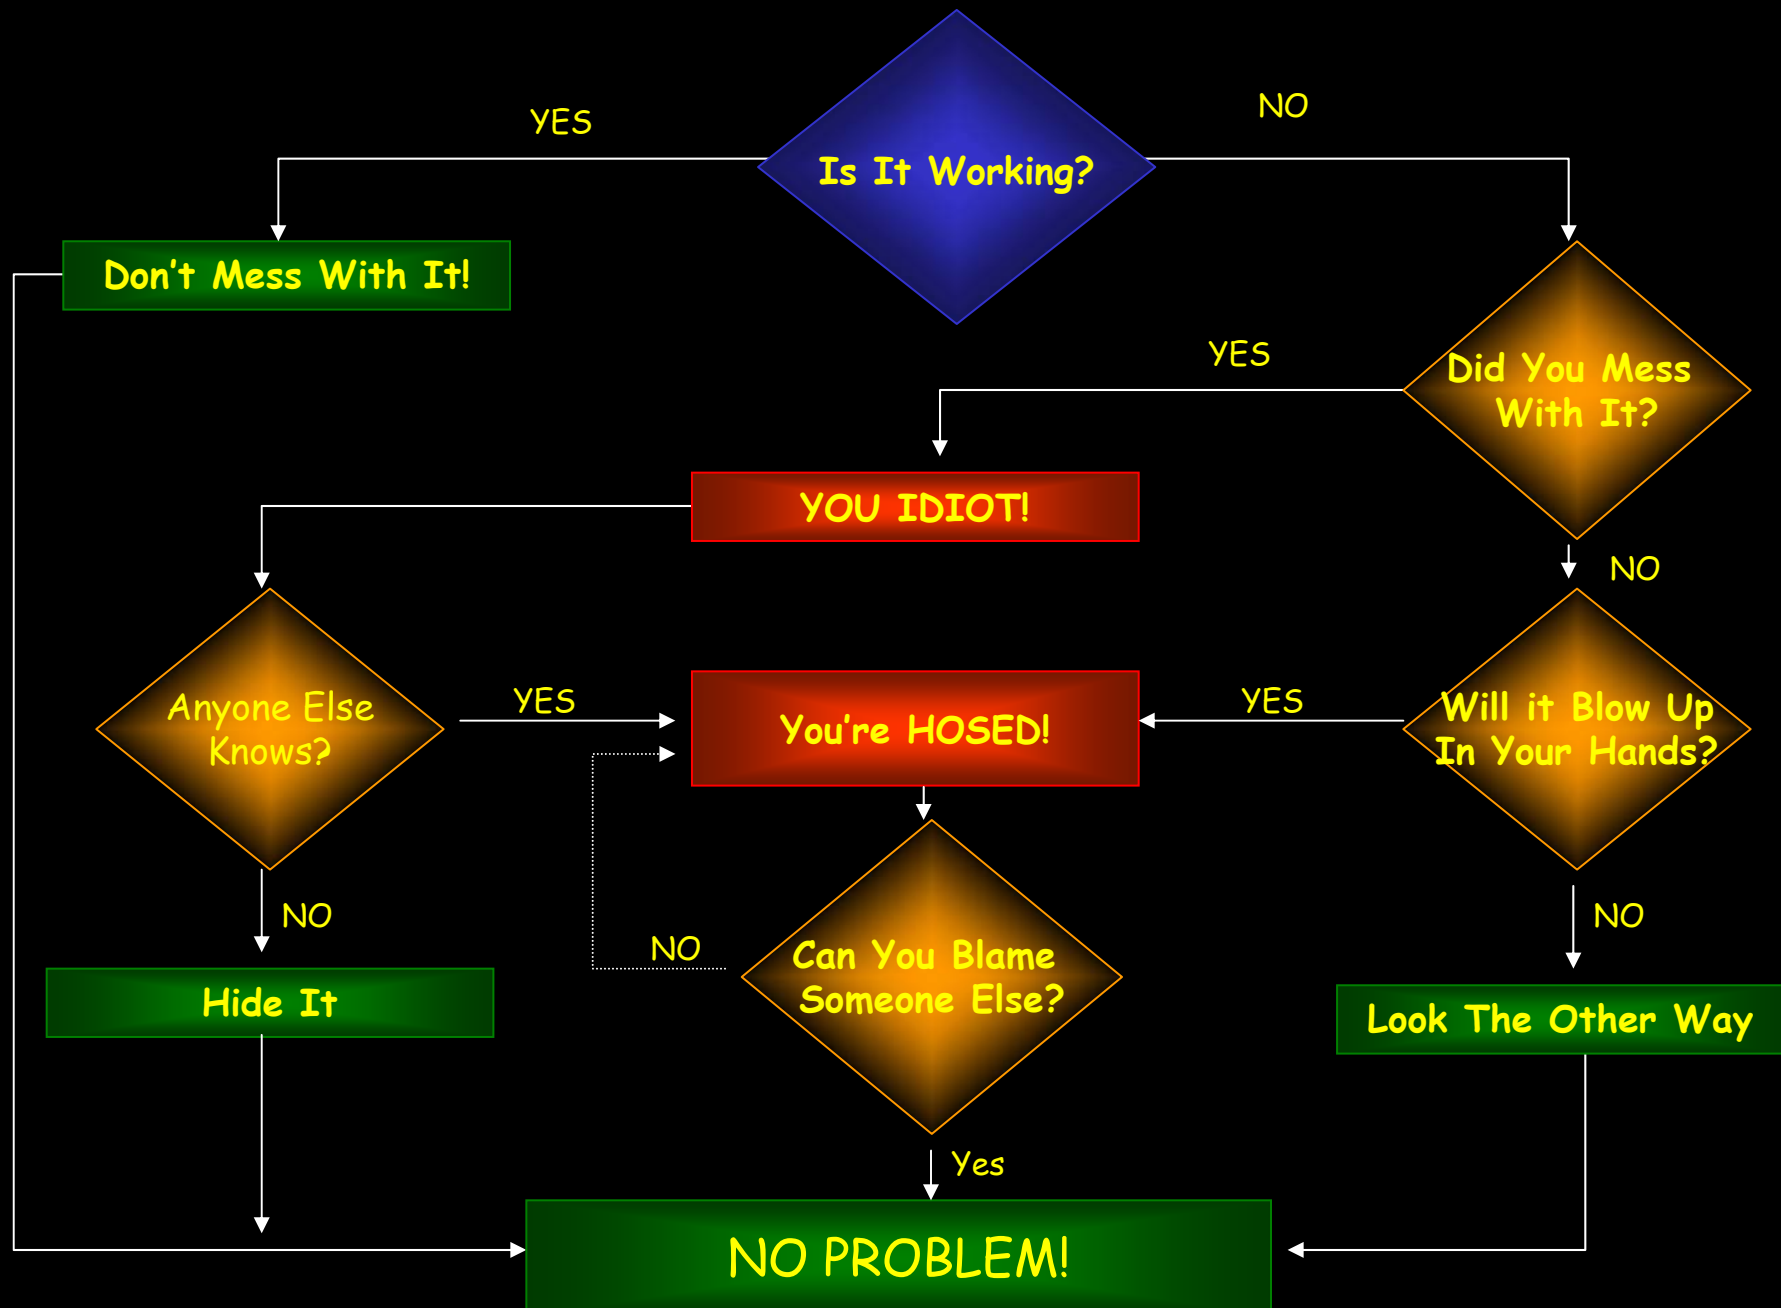 YES
NO
Is It Working?
Don't Mess With It!
YES
Did You Mess
With It?
YOU IDIOT!
NO
Anyone Else
Knows?
YES
You're HOSED!
YES
Will it Blow Up
In Your Hands?
NO
NO
Can You Blame
Someone Else?
NO
Hide It
Look The Other Way
Yes
NO PROBLEM!